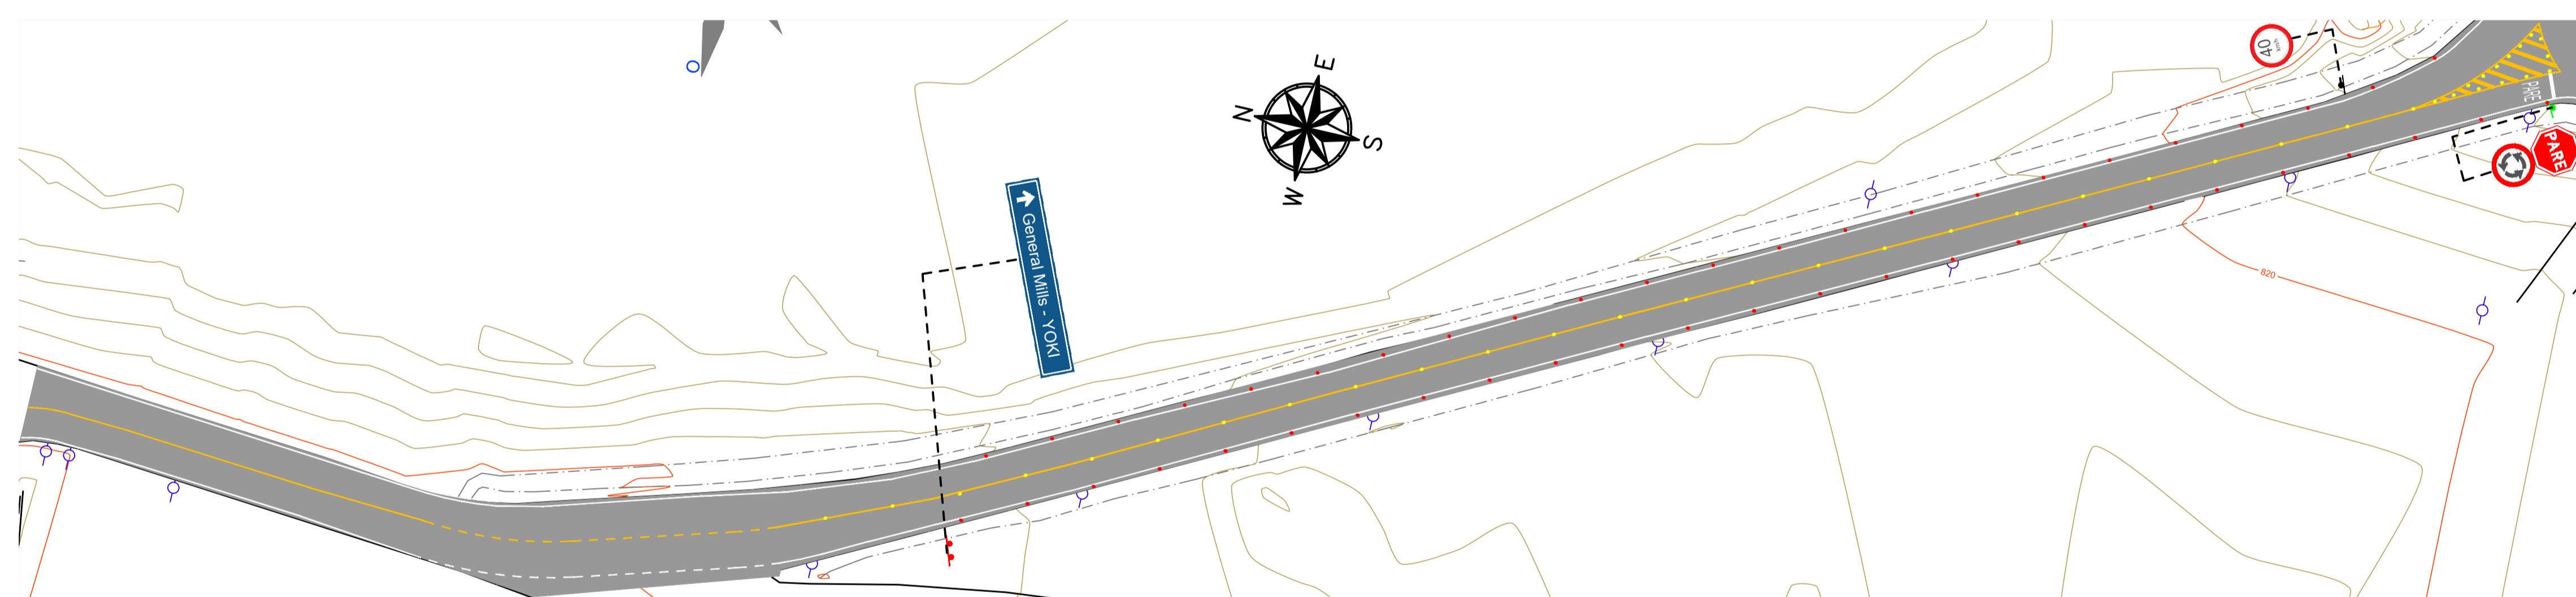 N
E
S
W
General Mills - YOKI
40
km/h
PARE
PARE
820